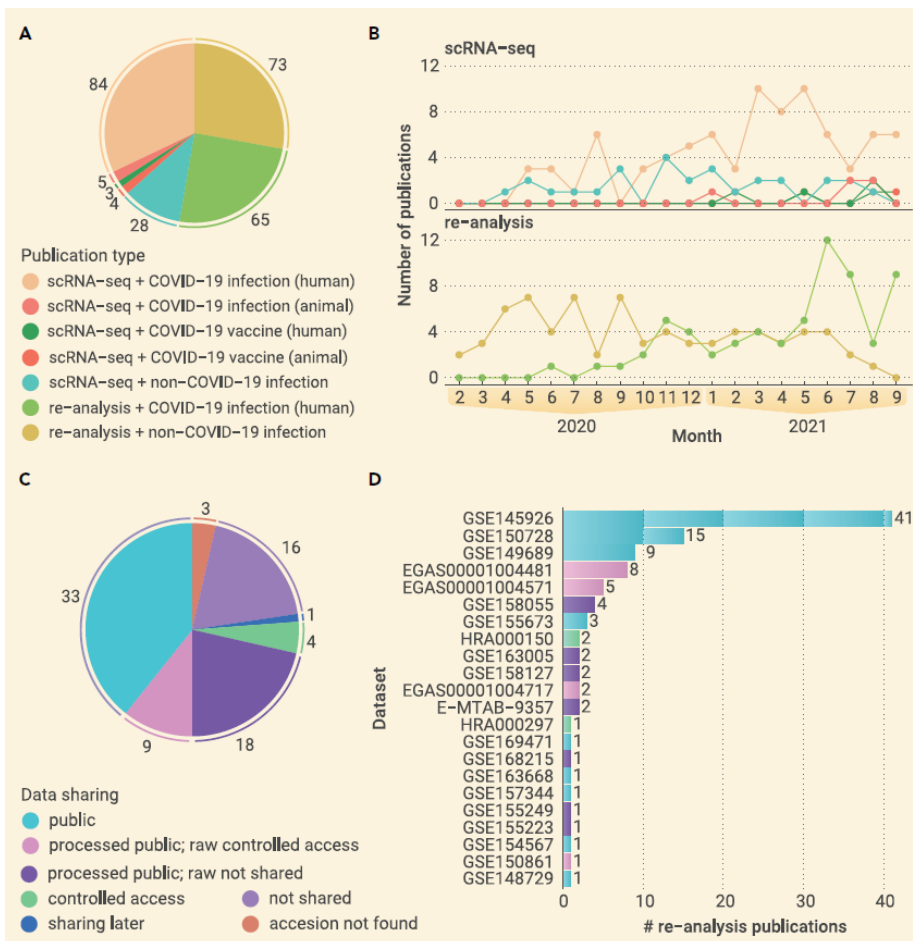 A
84
73
5
3
4
28
65
Publication type
scRNA-seq + COVID-19 infection (human)
scRNA-seq + COVID-19 infection (animal)
scRNA-seq + COVID-19 vaccine (human)
scRNA-seq + COVID-19 vaccine (animal)
scRNA-seq + non-COVID-19 infection
re-analysis + COVID-19 infection (human)
re-analysis + non-COVID-19 infection
B
scRNA-seq
12
8
4
0
re-analysis
12
8
4
0
Number of publications
2 3 4 5 6 7 8 9 10 11 12 1 2 3 4 5 6 7 8 9
2020 2021
Month
C
3
16
1
4
18
9
33
Data sharing
public
processed public; raw controlled access
processed public; raw not shared
controlled access not shared
sharing later accesion not found
D
Dataset
GSE145926 41
GSE150728 15
GSE149689 9
EGAS00001004481 8
EGAS00001004571 5
GSE158055 4
GSE155673 3
HRA000150 2
GSE163005 2
GSE158127 2
EGAS00001004717 2
E-MTAB-9357 2
HRA000297 1
GSE169471 1
GSE168215 1
GSE163668 1
GSE157344 1
GSE155249 1
GSE155223 1
GSE154567 1
GSE150861 1
GSE148729 1
0 10 20 30 40
# re-analysis publications